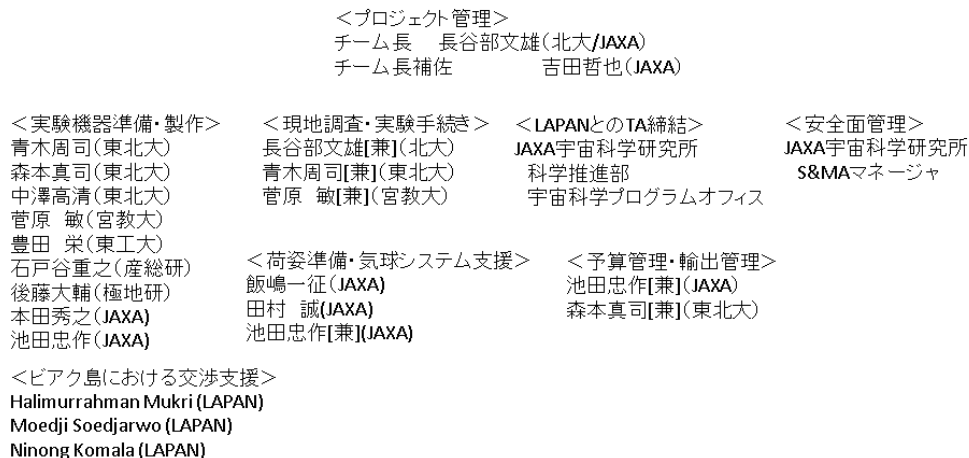 ＜プロジェクト管理＞
チーム長　長谷部文雄(北大/JAXA)
チーム長補佐　吉田哲也(JAXA)
＜実験機器準備・製作＞
青木周司(東北大)
森本真司(東北大)
中澤高清(東北大)
菅原　敏(宮教大)
豊田　栄(東工大)
石戸谷重之(産総研)
後藤大輔(極地研)
本田秀之(JAXA)
池田忠作(JAXA)
＜現地調査・実験手続き＞
長谷部文雄[兼](北大)
青木周司[兼](東北大)
菅原　敏[兼](宮教大)
＜LAPANとのTA締結＞
JAXA宇宙科学研究所
科学推進部
宇宙科学プログラムオフィス
＜安全面管理＞
JAXA宇宙科学研究所
S&MAマネージャ
＜荷姿準備・気球システム支援＞
飯嶋一征(JAXA)
田村　誠(JAXA)
池田忠作[兼](JAXA)
＜予算管理・輸出管理＞
池田忠作[兼](JAXA)
森本真司[兼](東北大)
＜ビアク島における交渉支援＞
Halimurrahman Mukri (LAPAN)
Moedji Soedjarwo (LAPAN)
Ninong Komala (LAPAN)